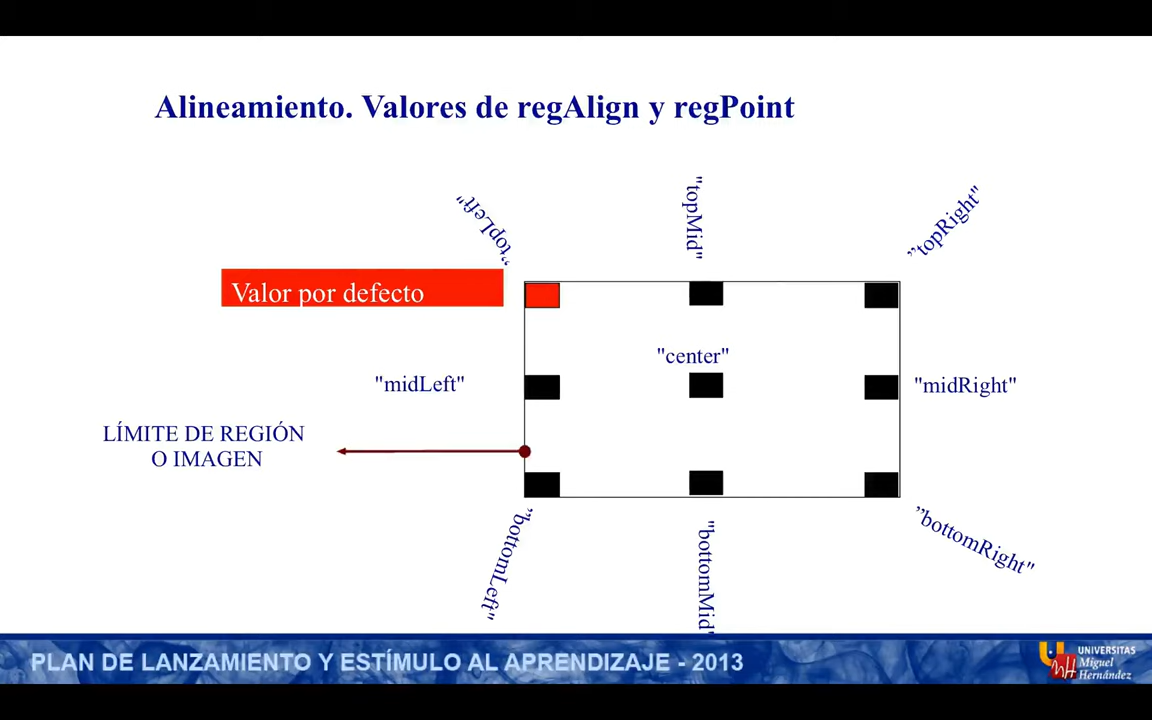 Alineamiento. Valores de regAlign y regPoint
"topLeft"
"topMid"
"topRight"
Valor por defecto
"center"
"midLeft"
"midRight"
LÍMITE DE REGIÓN
O IMAGEN
"bottomLeft"
"bottomMid"
"bottomRight"
PLAN DE LANZAMIENTO Y ESTÍMULO AL APRENDIZAJE - 2013
UNIVERSITAS
Miguel
Hernández